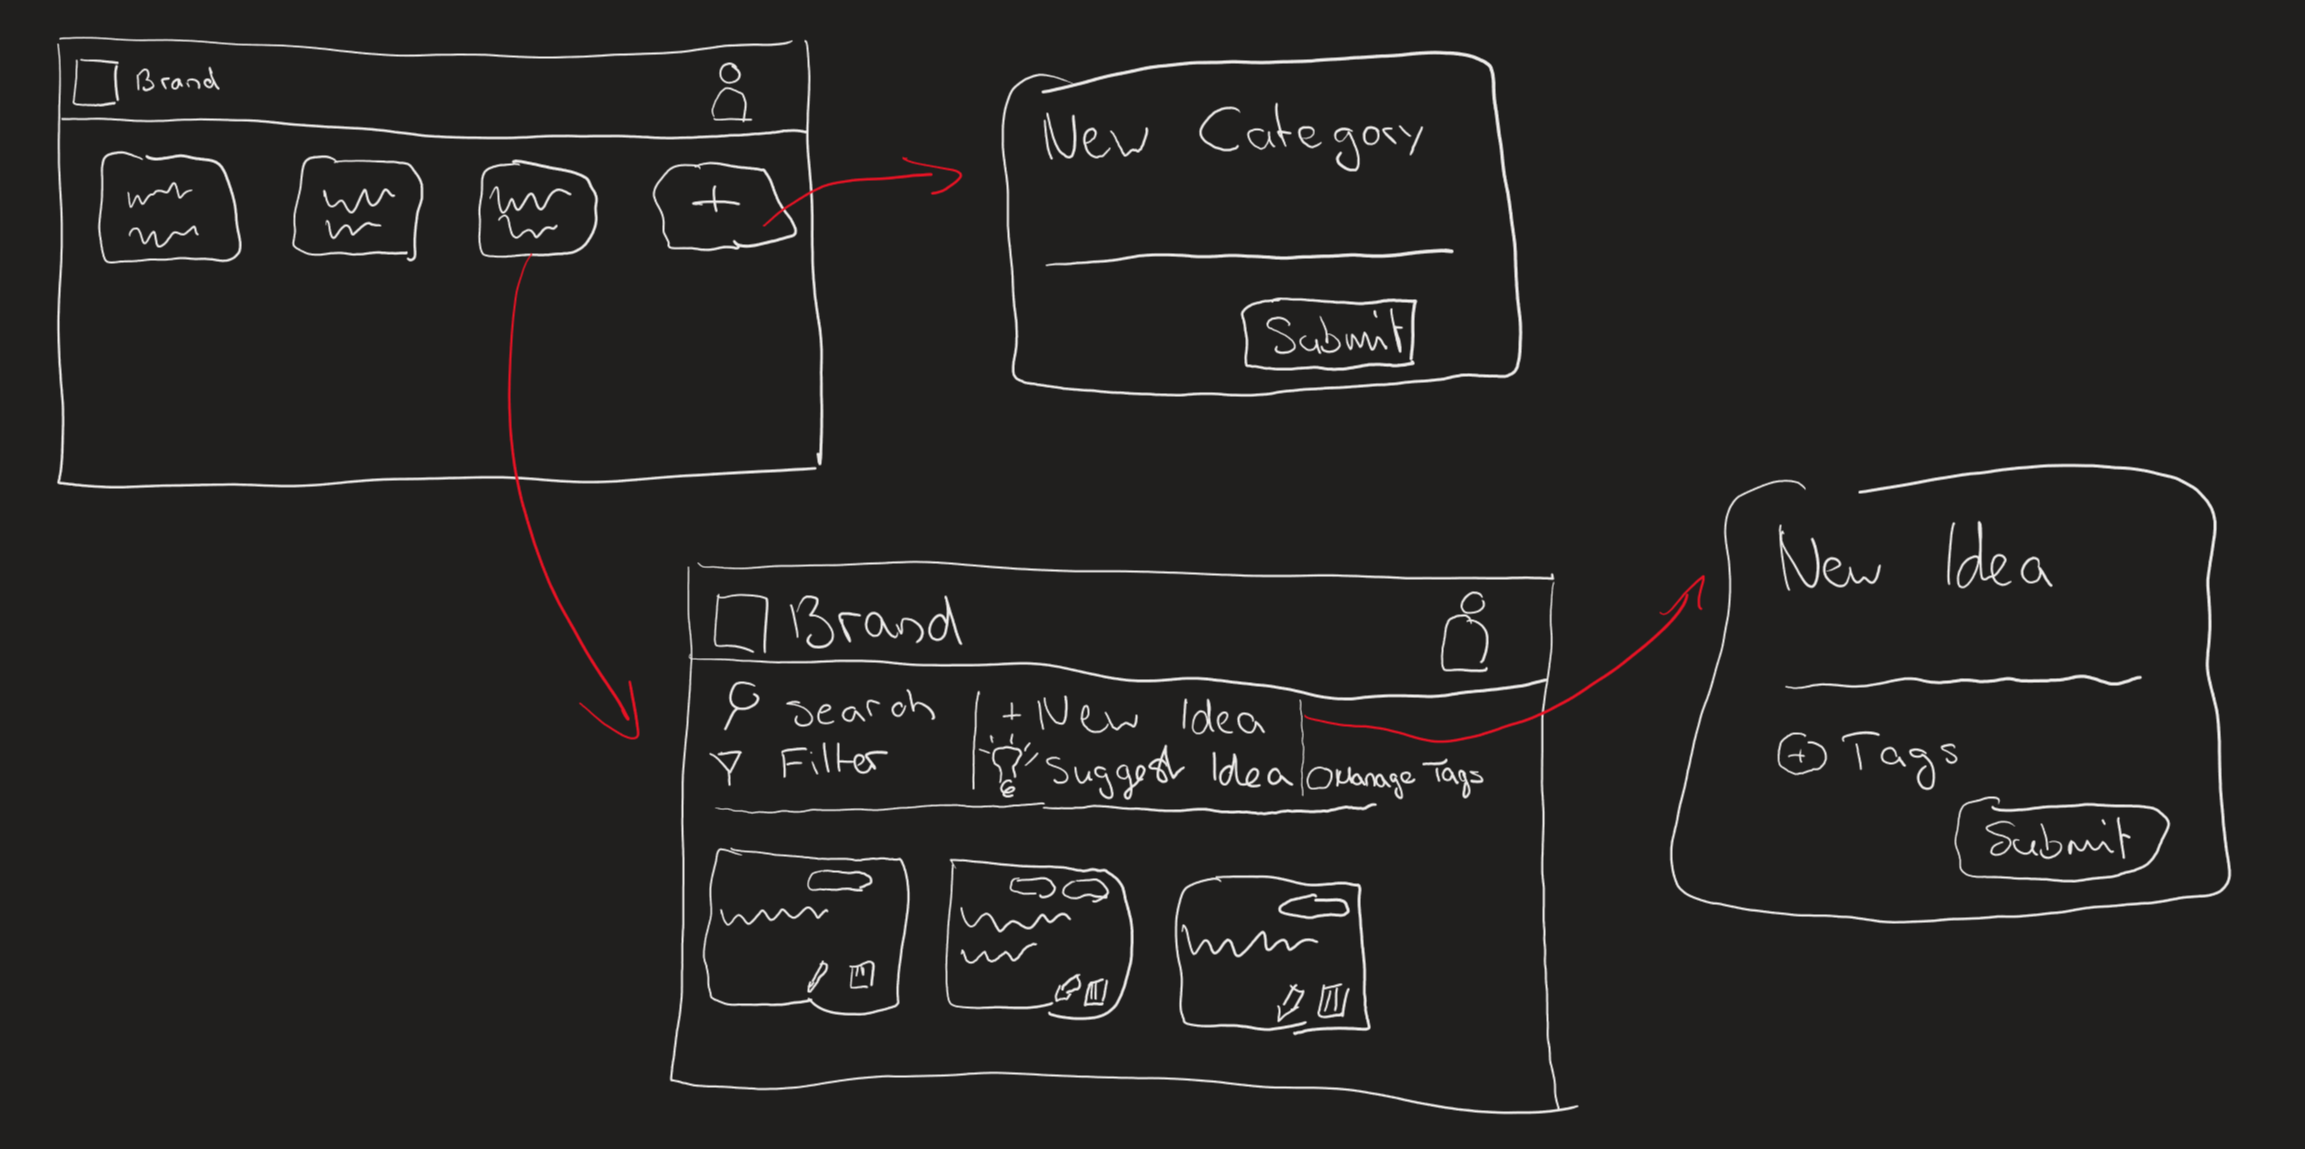 Brand
+
New Category
Submit
Brand
Search
Filter
+ New Idea
Suggest Idea
Manage Tags
New Idea
+ Tags
Submit